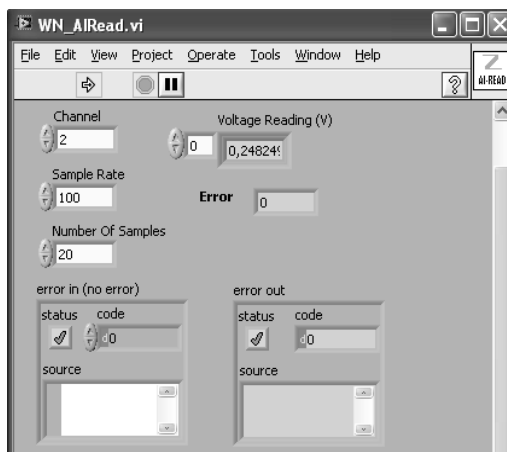 WN_AIRead.vi
File Edit View Project Operate Tools Window Help
AI-READ
Channel
2
Voltage Reading (V)
0
0,248249
Sample Rate
100
Error
0
Number Of Samples
20
error in (no error)
status code
d0
source
error out
status code
d0
source